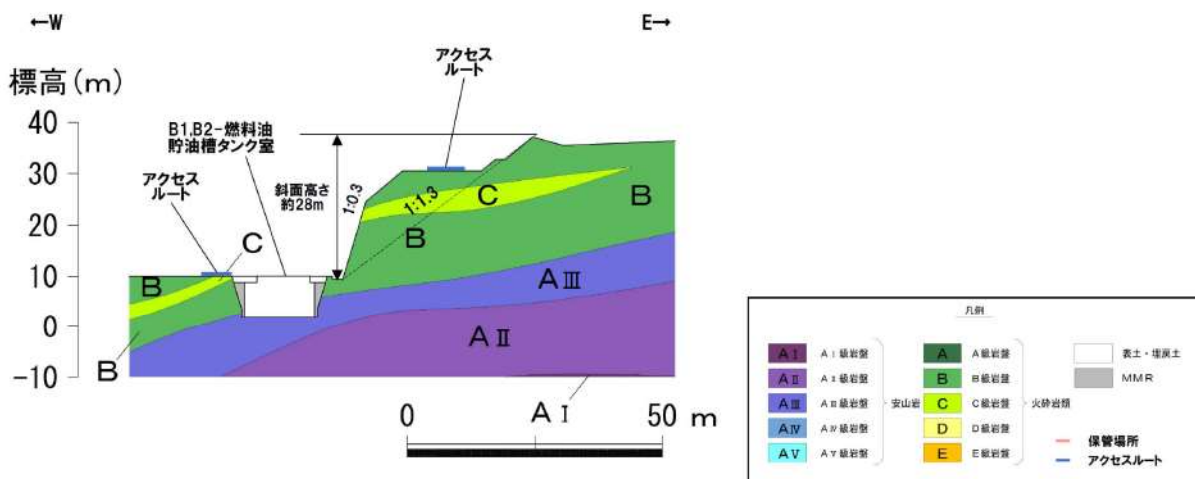 ←W
E→
標高(m)
アクセス
ルート
B1,B2-燃料油
貯油槽タンク室
アクセス
ルート
斜面高さ
約28m
1:0.3
1:1.3
40
30
20
10
0
-10
C
B
B
C
B
B
AⅢ
AⅡ
AⅠ
0
50
m
凡例
AⅠ AⅠ級岩盤
AⅡ
AⅢ AⅢ級岩盤
AⅣ AⅣ級岩盤
AⅤ AⅤ級岩盤
安山岩
A A級岩盤
B B級岩盤
C C級岩盤
D D級岩盤
E E級岩盤
火砕岩類
表土・埋戻土
MMR
保管場所
アクセスルート